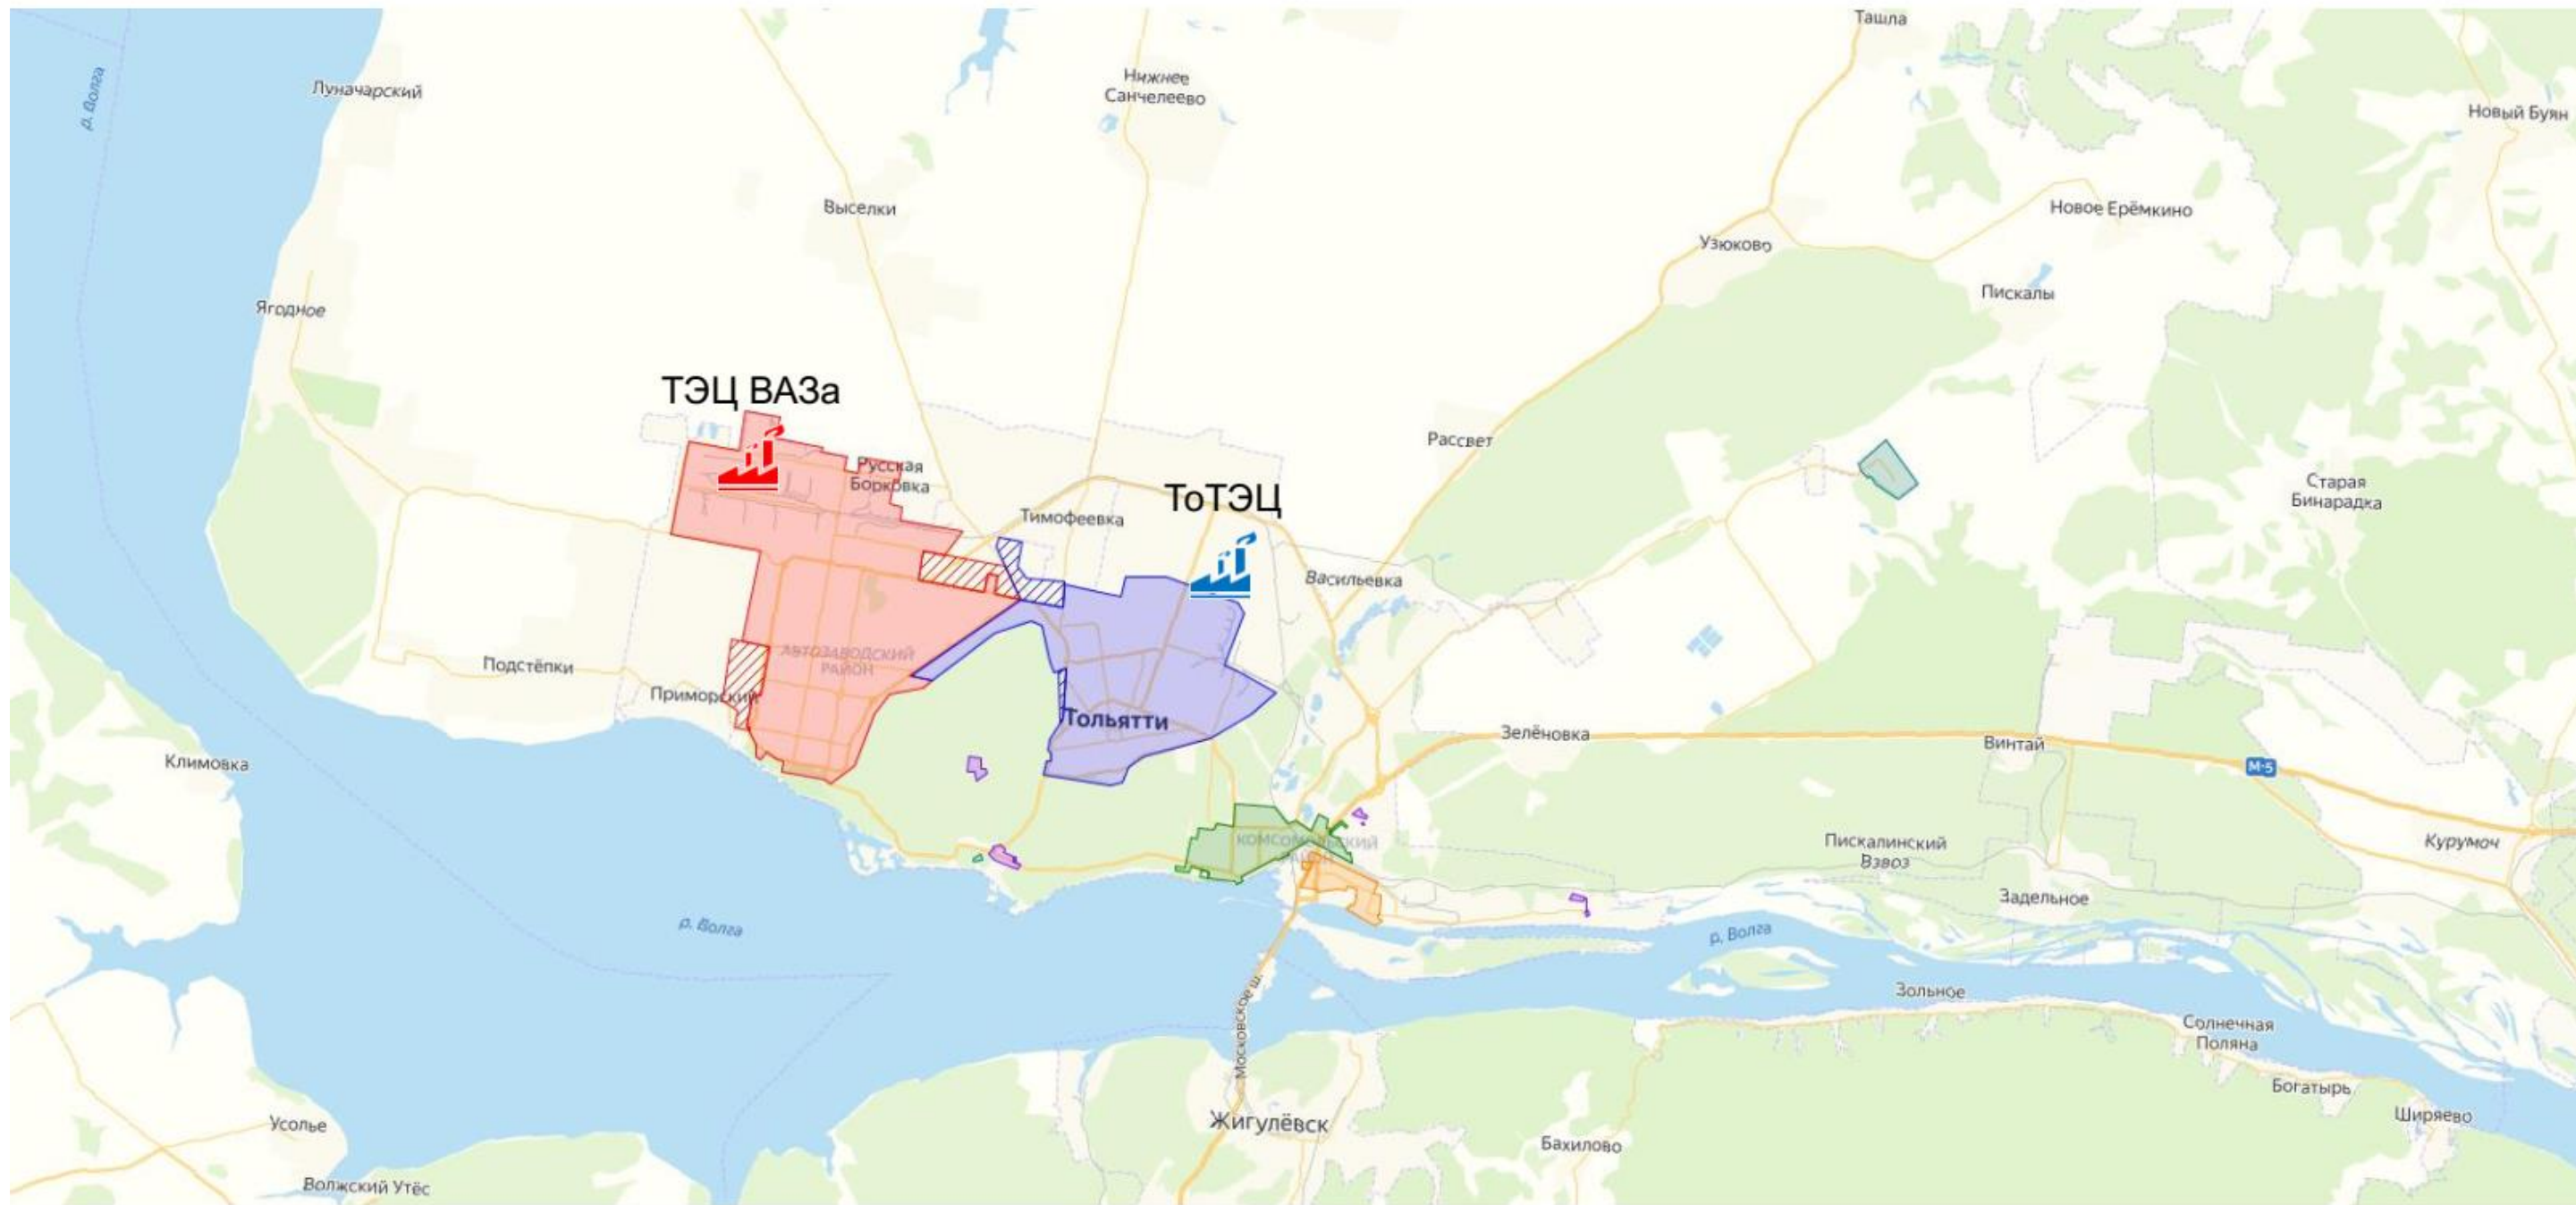 Ташла
р. Волга
Луначарский
Нижнее
Санчелеево
Новый Буян
Выселки
Новое Ерёмкино
Узюково
Пискалы
Ягодное
ТЭЦ ВАЗа
Рассвет
Русская
Борковка
Старая
Бинарадка
ТоТЭЦ
Тимофеевка
Васильевка
АВТОЗАВОДСКИЙ
РАЙОН
Подстёпки
Приморский
Тольятти
Зелёновка
Винтай
М-5
Климовка
КОМСОМОЛЬСКИЙ
РАЙОН
Пискалинский
Взвоз
Курумоч
Задельное
р. Волга
р. Волга
Московское ш.
Зольное
Солнечная
Поляна
Богатырь
Ширяево
Усолье
Жигулёвск
Бахилово
Волжский Утёс